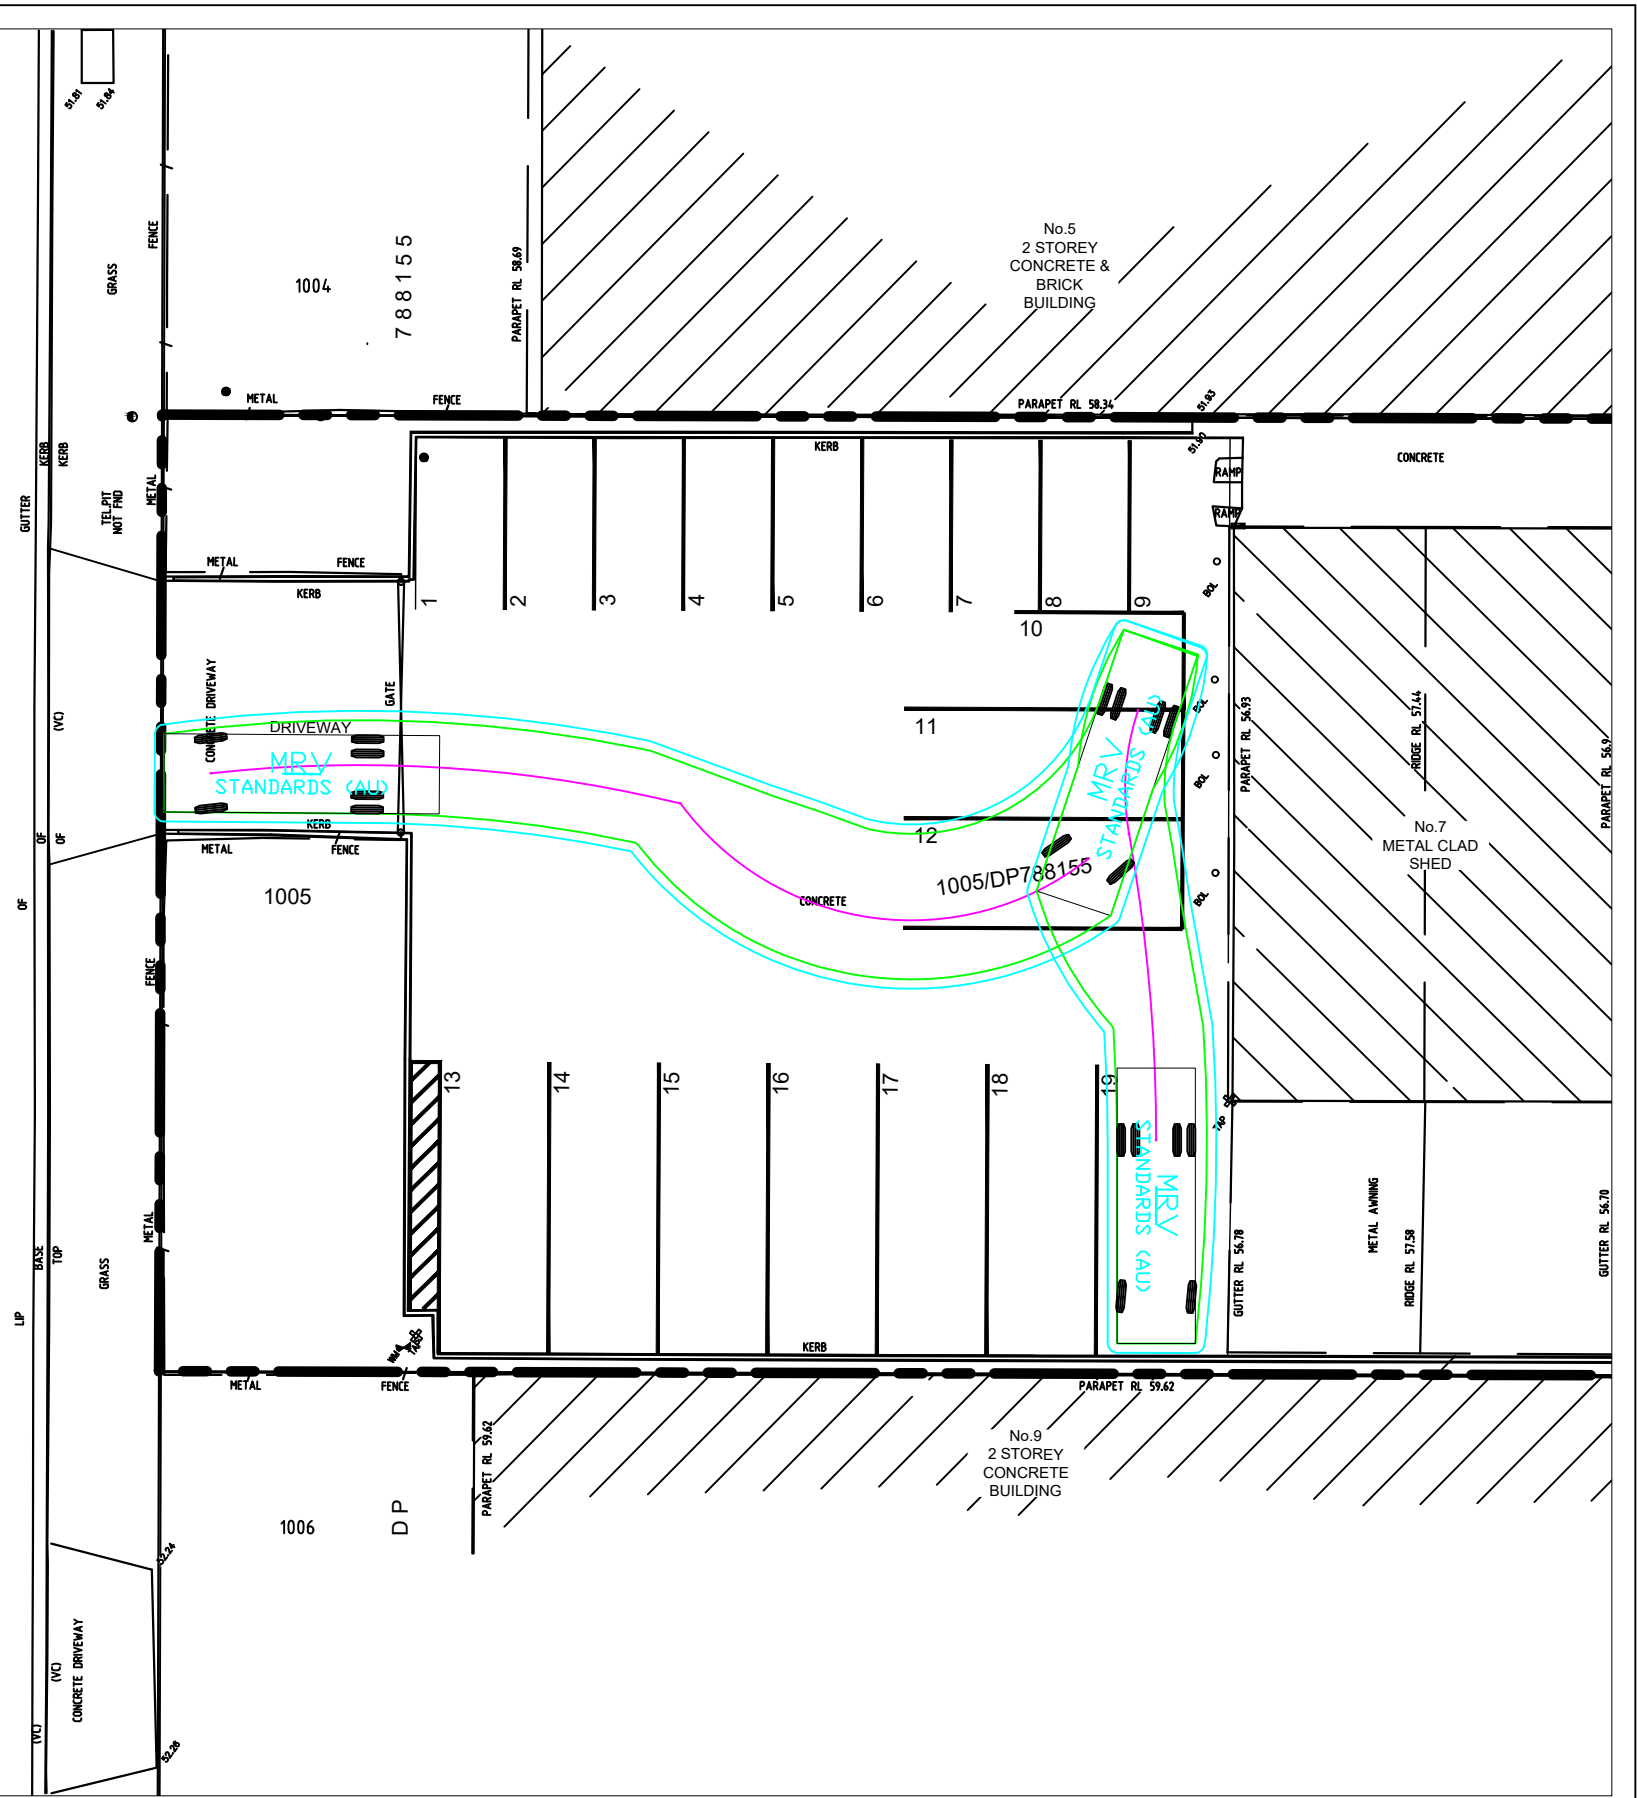 51.81
51.84
FENCE
GRASS
1004
788155
PARAPET RL 58.69
No.5
2 STOREY
CONCRETE &
BRICK
BUILDING
METAL
FENCE
PARAPET RL 58.34
51.93
51.90
KERB
KERB
KERB
CONCRETE
RAMP
RAMP
GUTTER
TEL.PIT
NOT FND
METAL
METAL
FENCE
KERB
1
2
3
4
5
6
7
8
9
10
BOL
CONCRETE DRIVEWAY
GATE
(VC)
DRIVEWAY
MRV
STANDARDS (AU)
11
MRV
STANDARDS (AU)
BOL
PARAPET RL 56.93
RIDGE RL 57.44
PARAPET RL 56.9
BOL
KERB
METAL
FENCE
OF
OF
12
No.7
METAL CLAD
SHED
1005
1005/DP788155
CONCRETE
BOL
OF
FENCE
13
14
15
16
17
18
19
TAP
MRV
STANDARDS (AU)
METAL
BASE
TOP
GRASS
LIP
GUTTER RL 56.78
METAL AWNING
RIDGE RL 57.58
GUTTER RL 56.70
WM
KERB
METAL
FENCE
PARAPET RL 59.62
PARAPET RL 59.62
No.9
2 STOREY
CONCRETE
BUILDING
1006
DP
52.24
CONCRETE DRIVEWAY
(VC)
(VC)
52.26